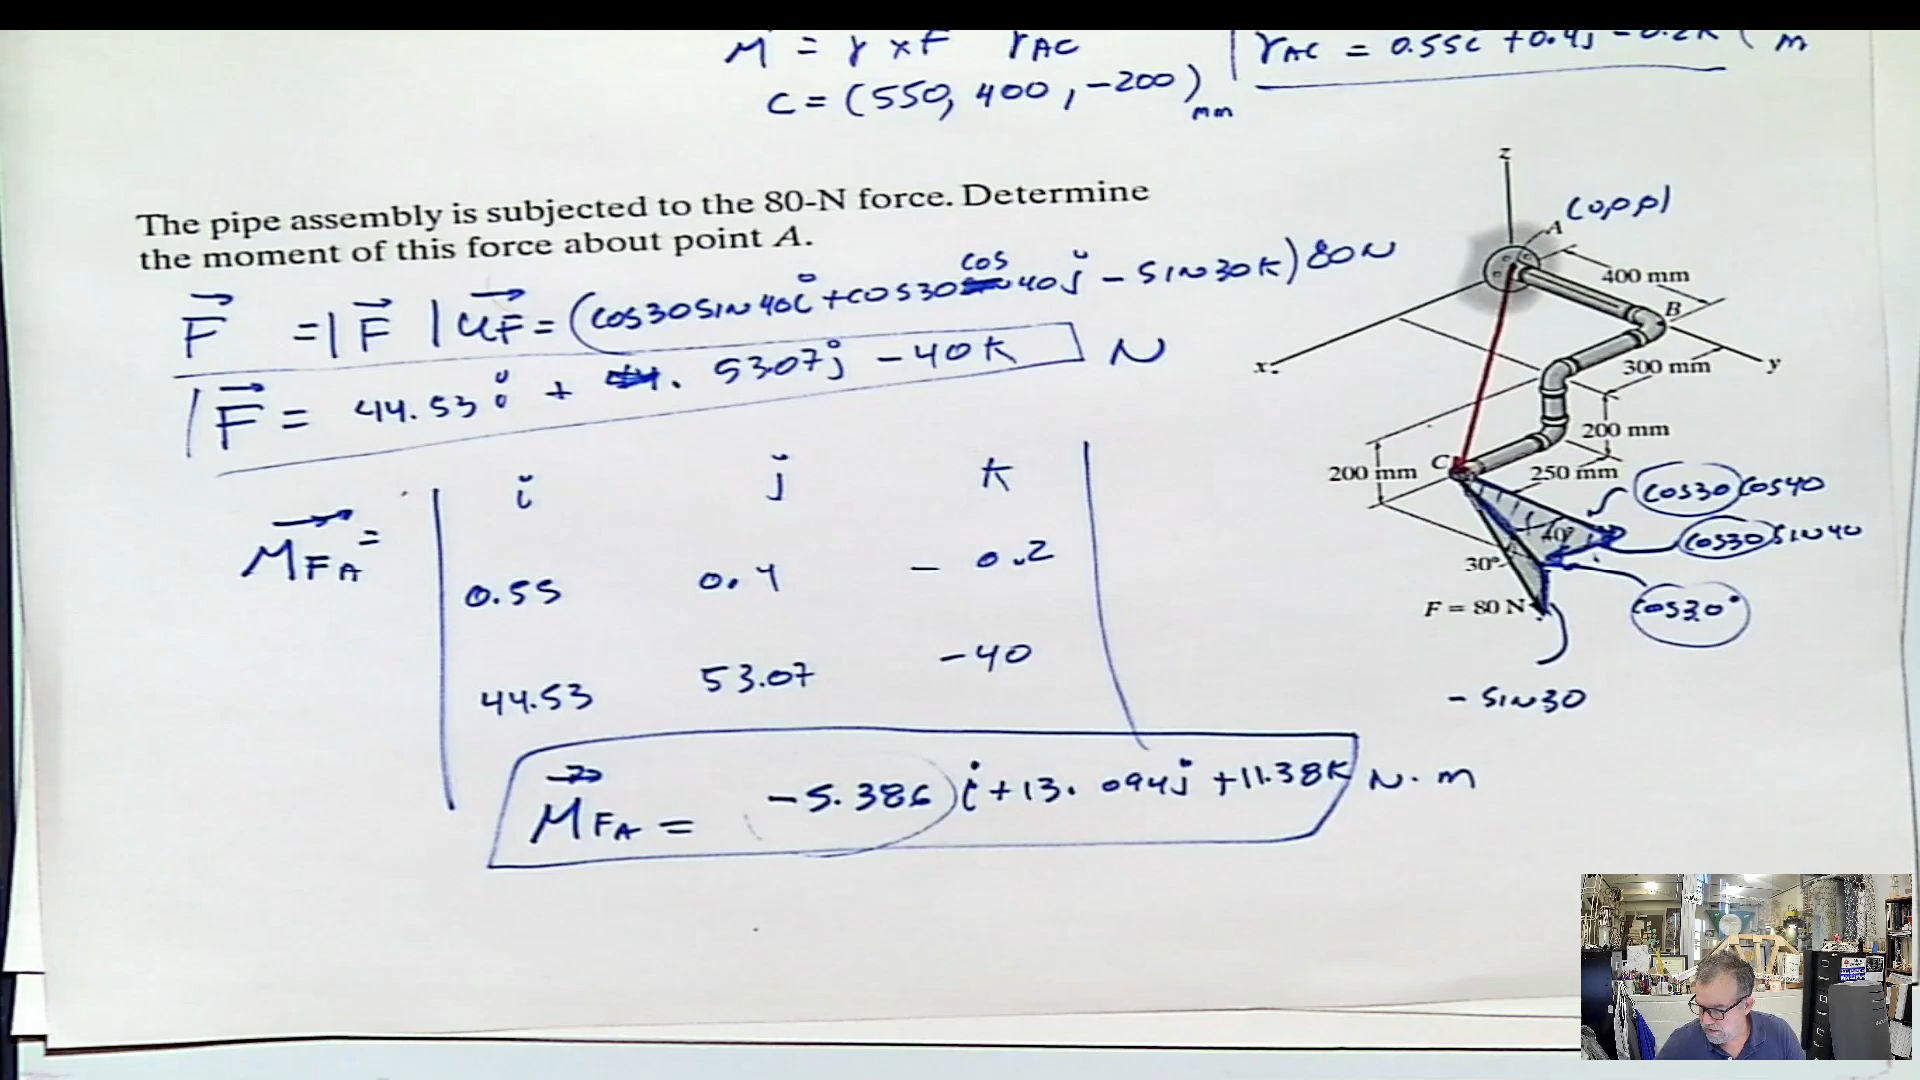 M = r x F rAC
rAC = 0.55i + 0.4j - 0.2k
m
C = (550, 400, -200) mm
The pipe assembly is subjected to the 80-N force. Determine
the moment of this force about point A.
F = |F| uF = (cos30sin40i + cos30cos40j - sin30k) 80N
F = 44.53i + 53.07j - 40k N
MFA =
i j k
0.55 0.4 - 0.2
44.53 53.07 -40
MFA = -5.386 i + 13.094j + 11.38k N·m
z
A
(0,0,0)
400 mm
B
x
300 mm
y
200 mm
200 mm
C
250 mm
cos30 cos40
40°
cos30 sin40
30°
F = 80 N
cos30°
- sin30